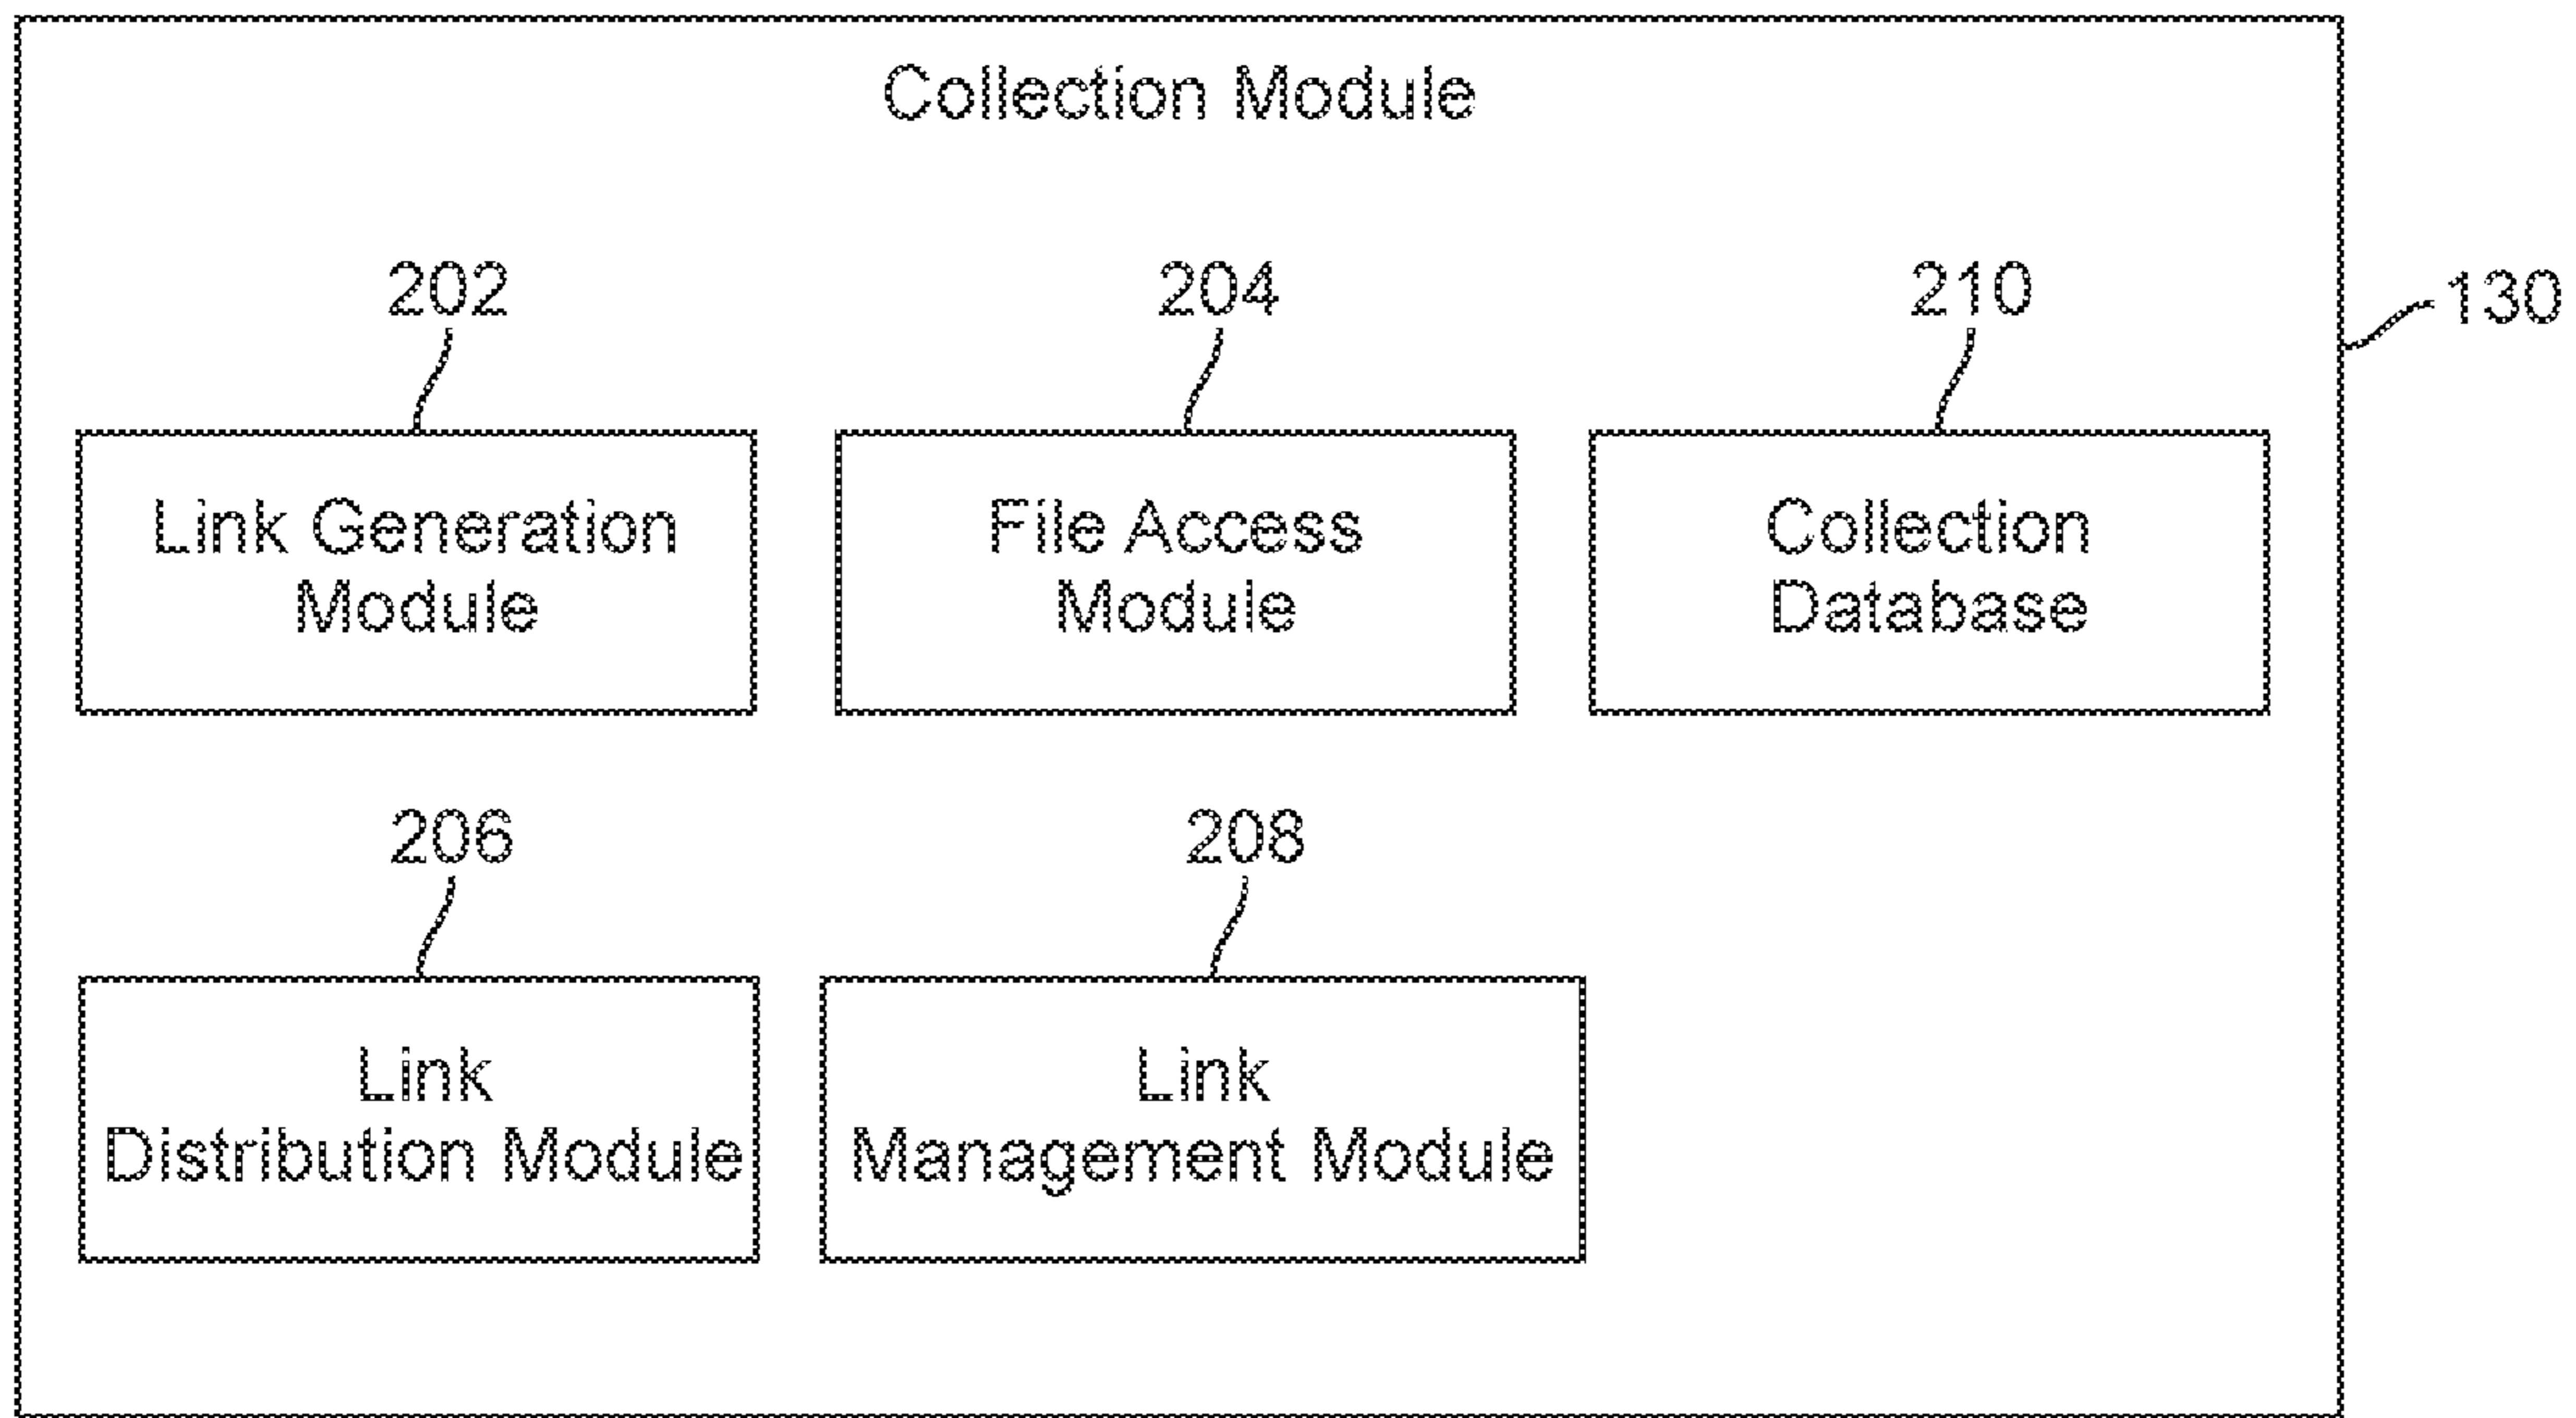 Collection Module
202
204
210
130
Link Generation
Module
File Access
Module
Collection
Database
206
208
Link
Distribution Module
Link
Management Module